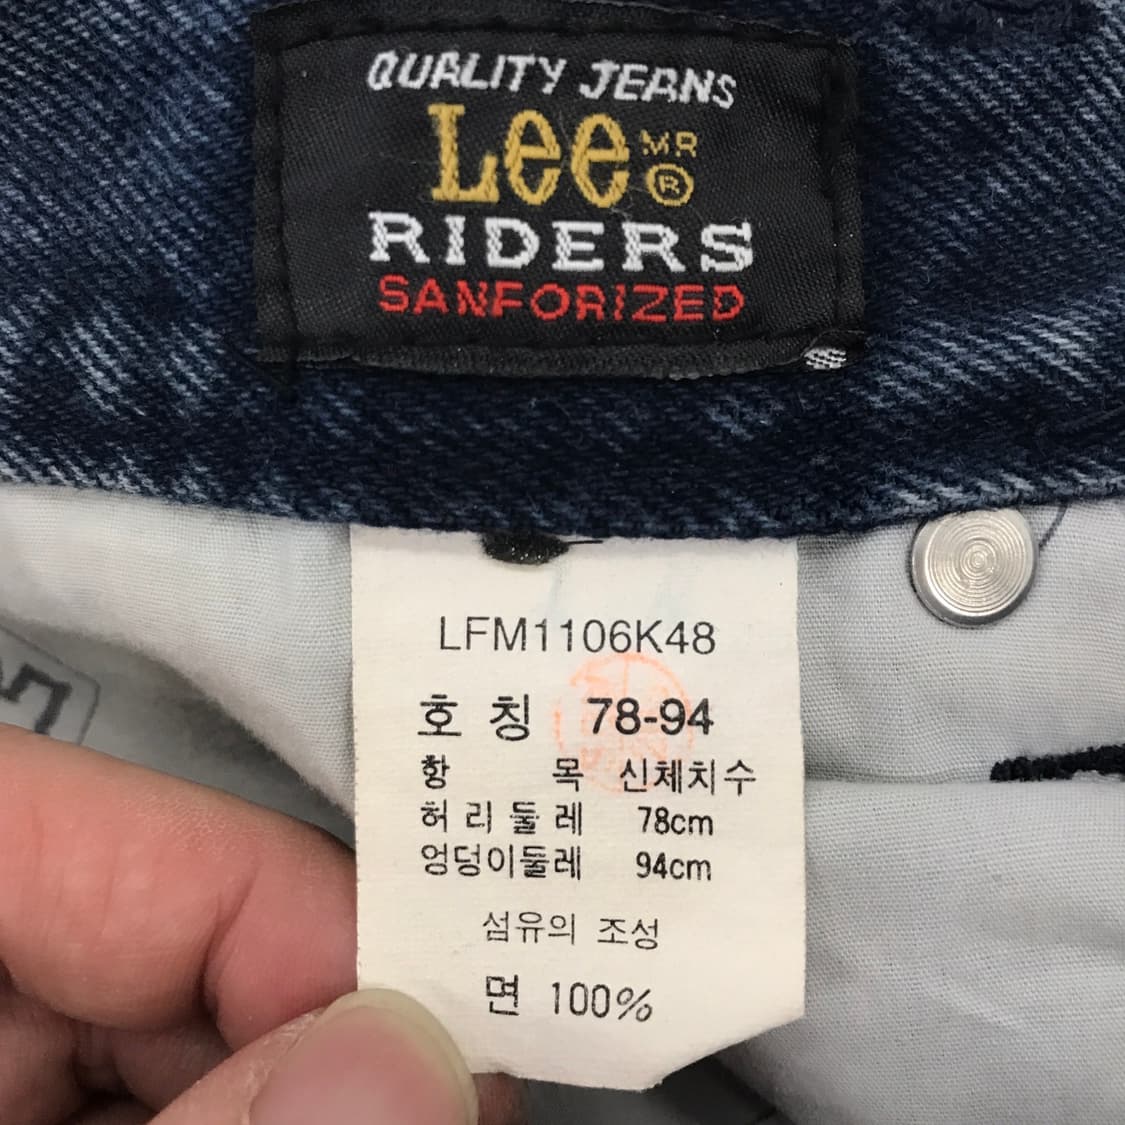 QUALITY JEANS
Lee MR ®
RIDERS
SANFORIZED
LFM1106K48
호 칭 78-94
항 목 신체치수
허리둘레 78cm
엉덩이둘레 94cm
섬유의 조성
면 100%